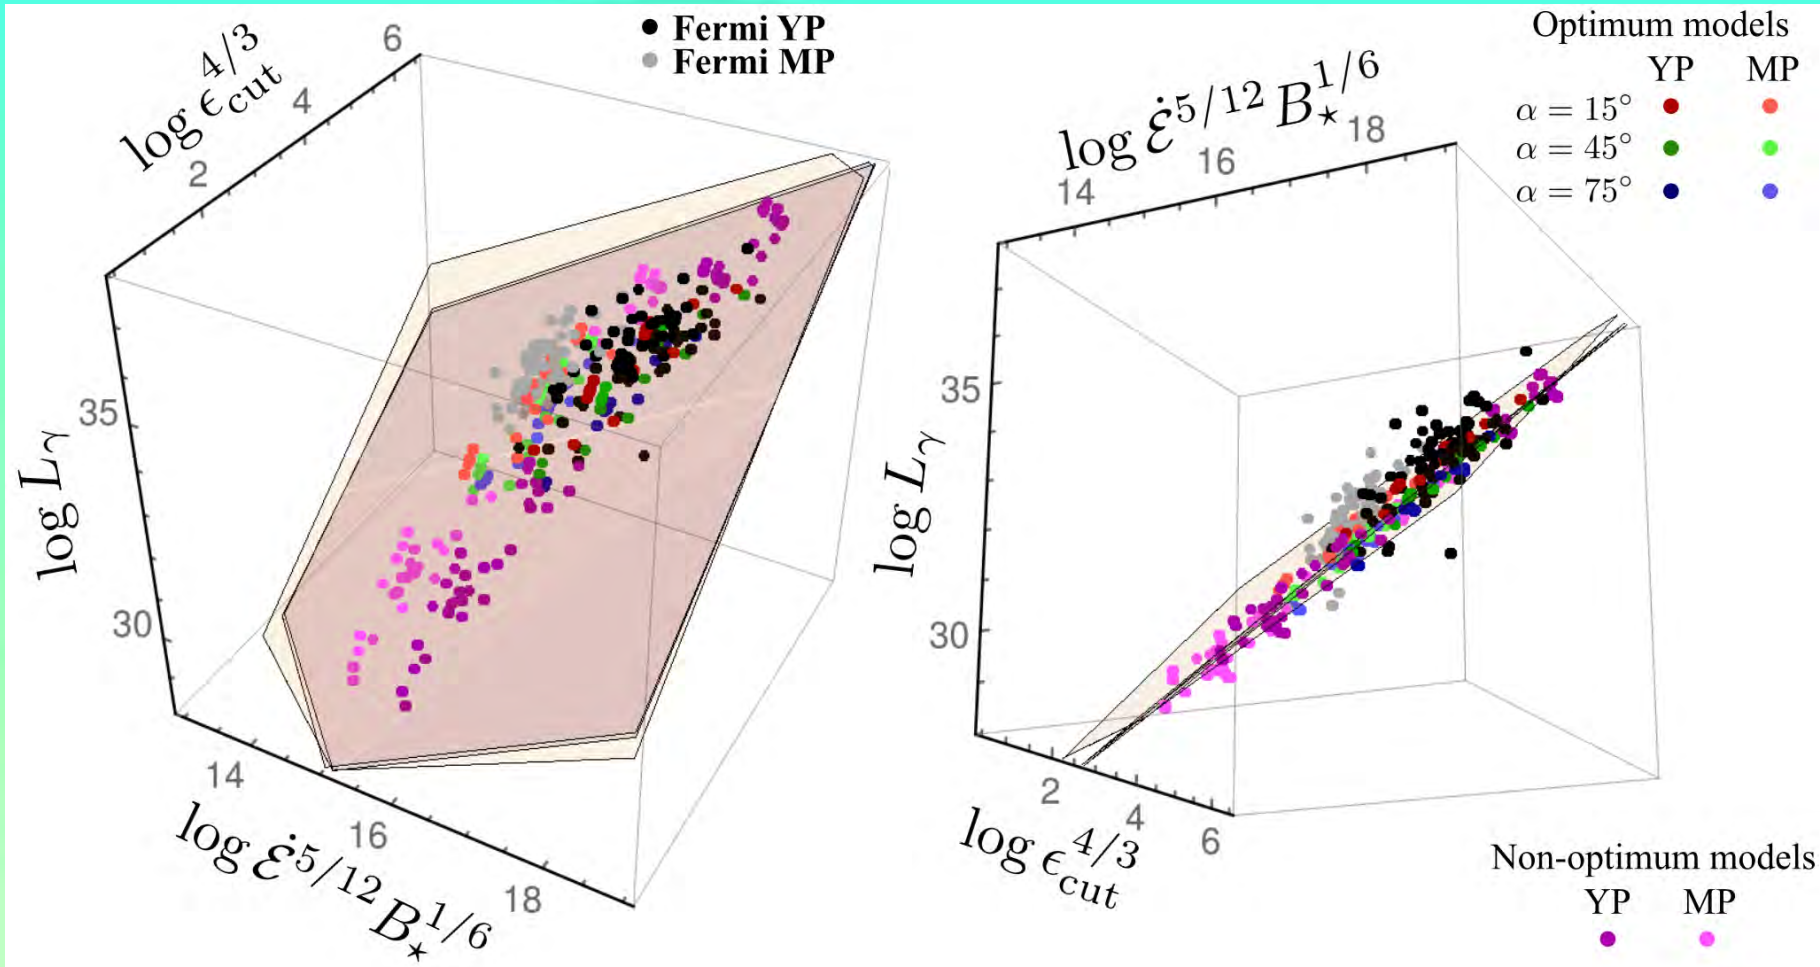 Fermi YP
Fermi MP
log ϵ_cut^4/3
2
4
6
log L_γ
35
30
14
16
18
log Ė^5/12 B_⋆^1/6
log Ė^5/12 B_⋆^1/6
14
16
18
log L_γ
35
30
2
4
6
log ϵ_cut^4/3
Optimum models
YP MP
α = 15°
α = 45°
α = 75°
Non-optimum models
YP MP